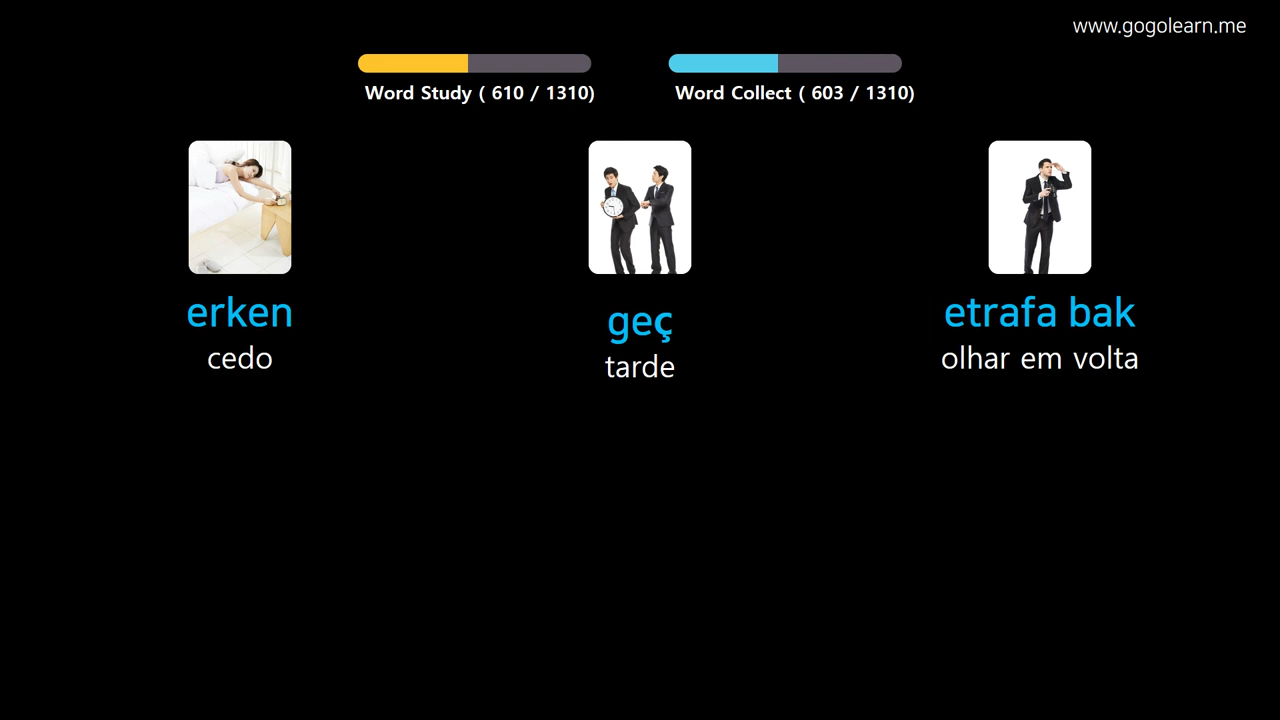 www.gogolearn.me
Word Study ( 610 / 1310)
Word Collect ( 603 / 1310)
erken
cedo
geç
tarde
etrafa bak
olhar em volta